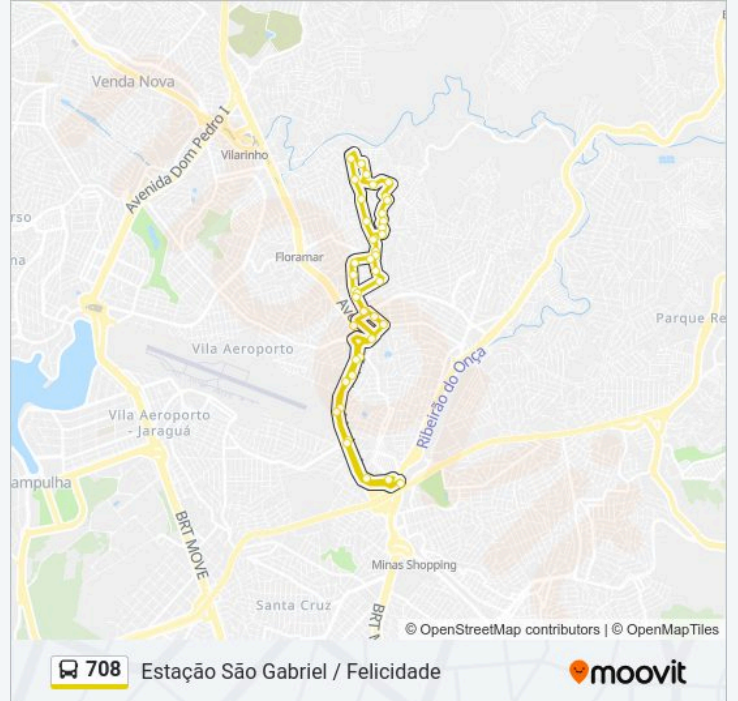 Venda Nova
Avenida Dom Pedro I
Vilarinho
Floramar
Vila Aeroporto
Parque Re
Ribeirão do Onça
Vila Aeroporto
- Jaraguá
ampulha
BRT MOVE
Minas Shopping
Santa Cruz
BRT
© OpenStreetMap contributors | © OpenMapTiles
708 Estação São Gabriel / Felicidade
moovit